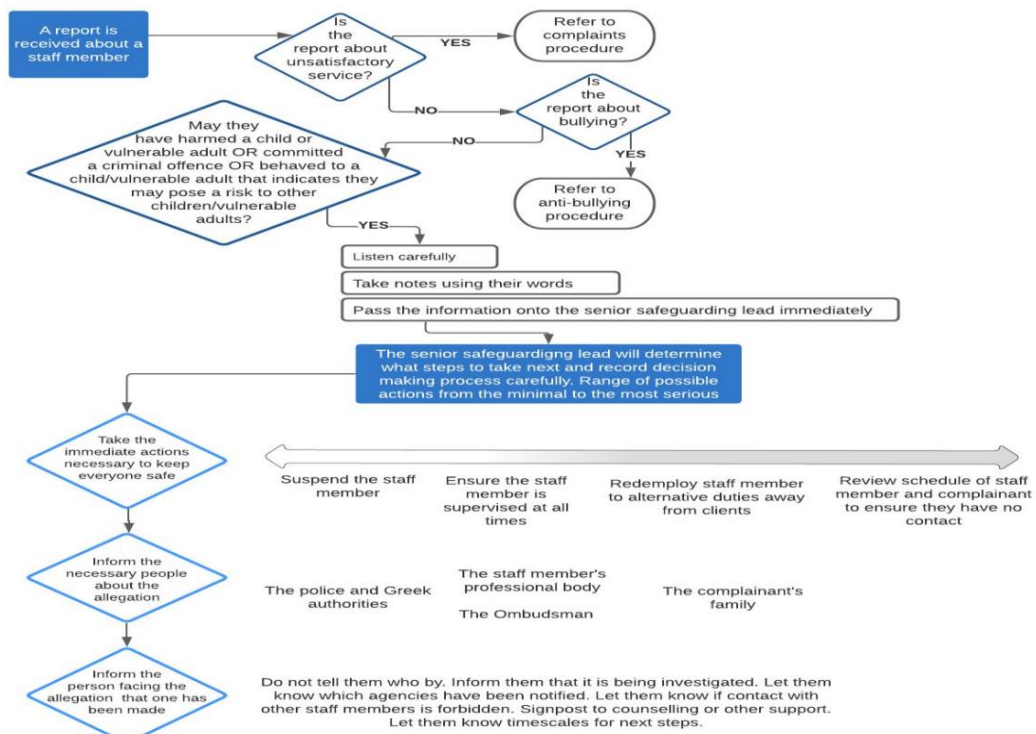 A report is
received about a
staff member
Is
the
report about
unsatisfactory
service?
YES
Refer to
complaints
procedure
NO
Is
the
report about
bullying?
NO
YES
Refer to
anti-bullying
procedure
May they
have harmed a child or
vulnerable adult OR committed
a criminal offence OR behaved to a
child/vulnerable adult that indicates they
may pose a risk to other
children/vulnerable
adults?
YES
Listen carefully
Take notes using their words
Pass the information onto the senior safeguarding lead immediately
The senior safeguardigng lead will determine
what steps to take next and record decision
making process carefully. Range of possible
actions from the minimal to the most serious
Take the
immediate actions
necessary to keep
everyone safe
Suspend the staff
member
Ensure the staff
member is
supervised at all
times
Redemploy staff member
to alternative duties away
from clients
Review schedule of staff
member and complainant
to ensure they have no
contact
Inform the
necessary people
about the
allegation
The police and Greek
authorities
The staff member's
professional body
The Ombudsman
The complainant's
family
Inform the
person facing the
allegation that one has
been made
Do not tell them who by. Inform them that it is being investigated. Let them
know which agencies have been notified. Let them know if contact with
other staff members is forbidden. Signpost to counselling or other support.
Let them know timescales for next steps.